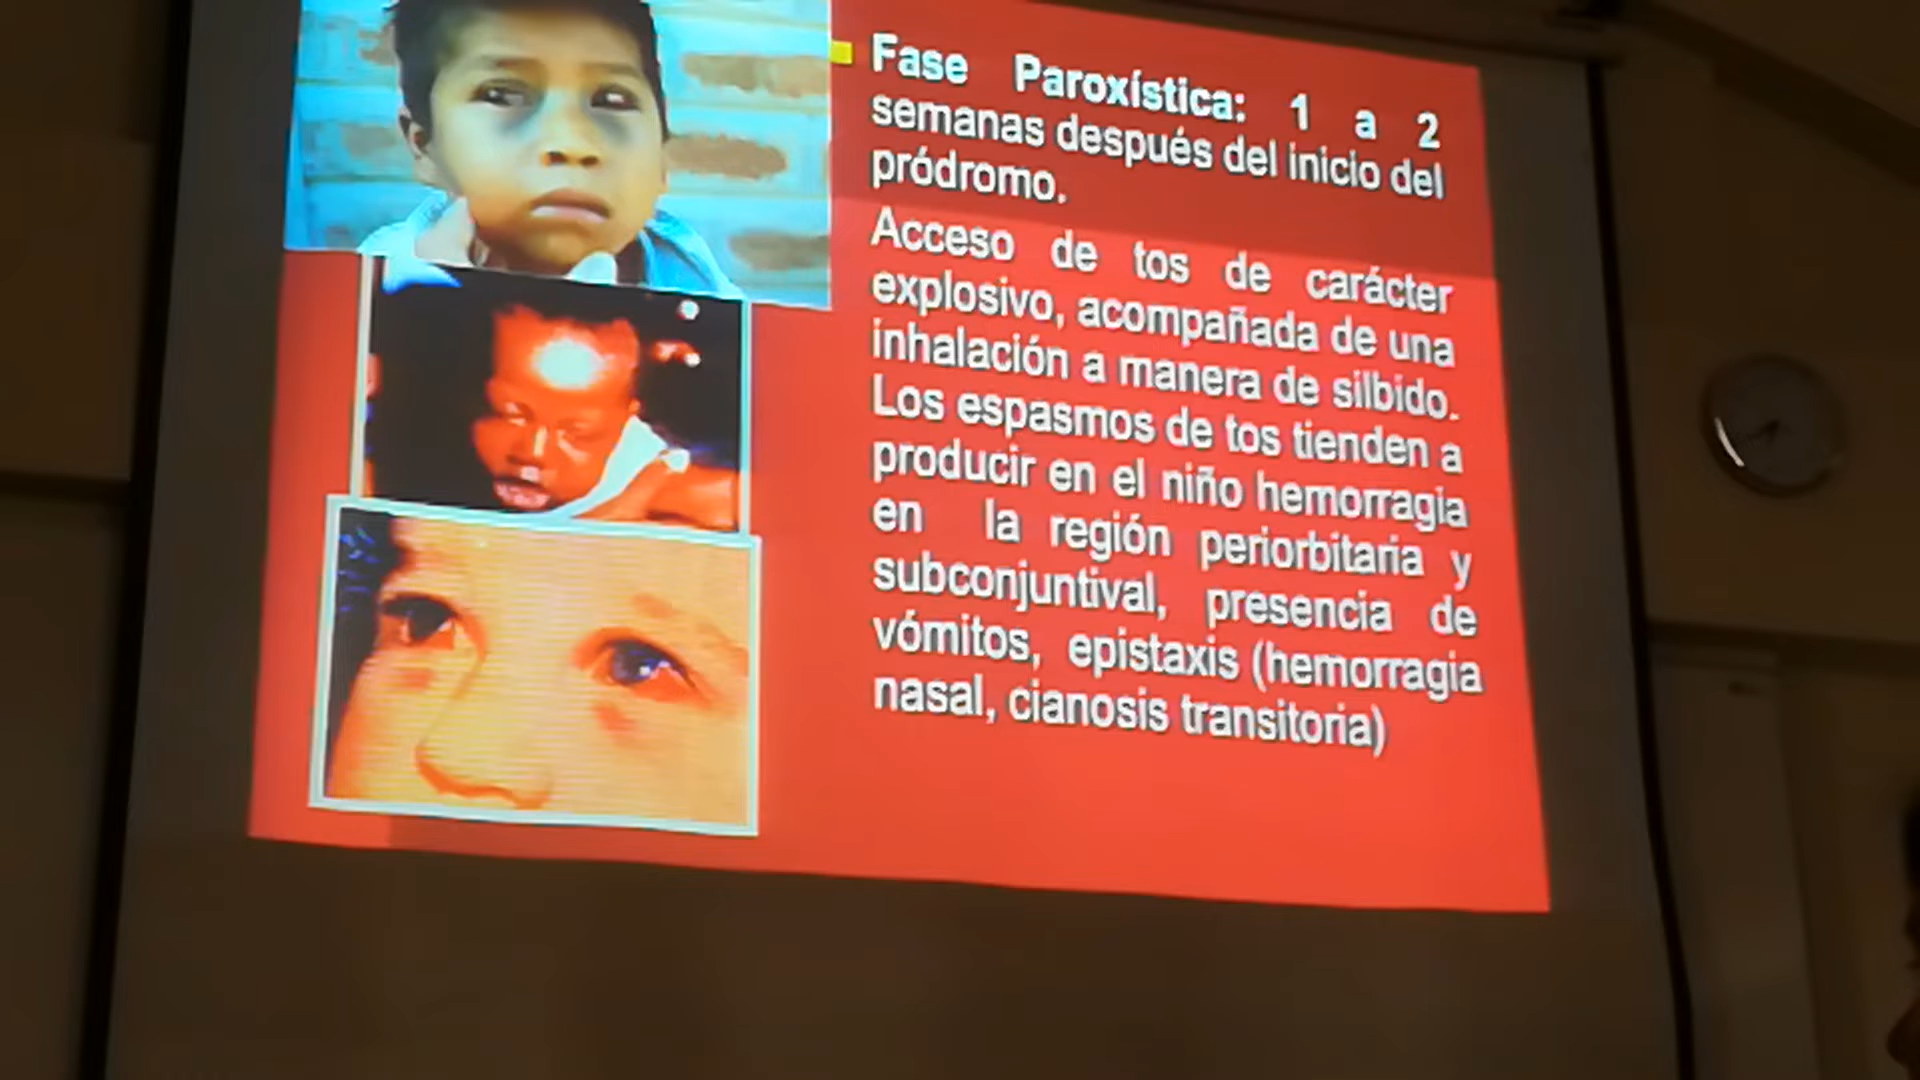 Fase Paroxística: 1 a 2
semanas después del inicio del
pródromo.
Acceso de tos de carácter
explosivo, acompañada de una
inhalación a manera de silbido.
Los espasmos de tos tienden a
producir en el niño hemorragia
en la región periorbitaria y
subconjuntival, presencia de
vómitos, epistaxis (hemorragia
nasal, cianosis transitoria)